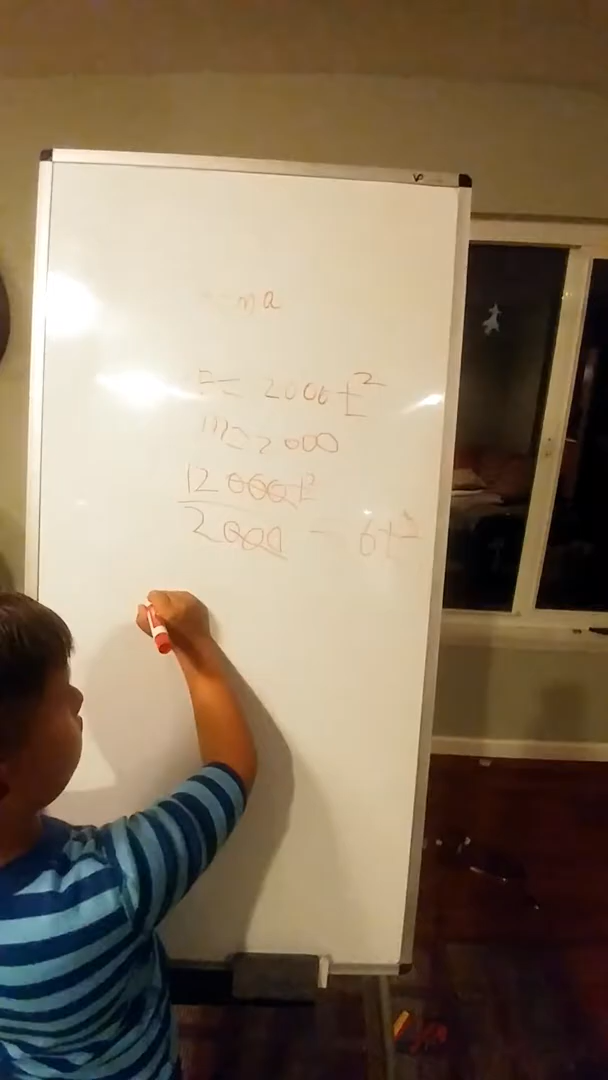 ma
F = 2000t²
m = 2000
12000t²
2000 = 6t²